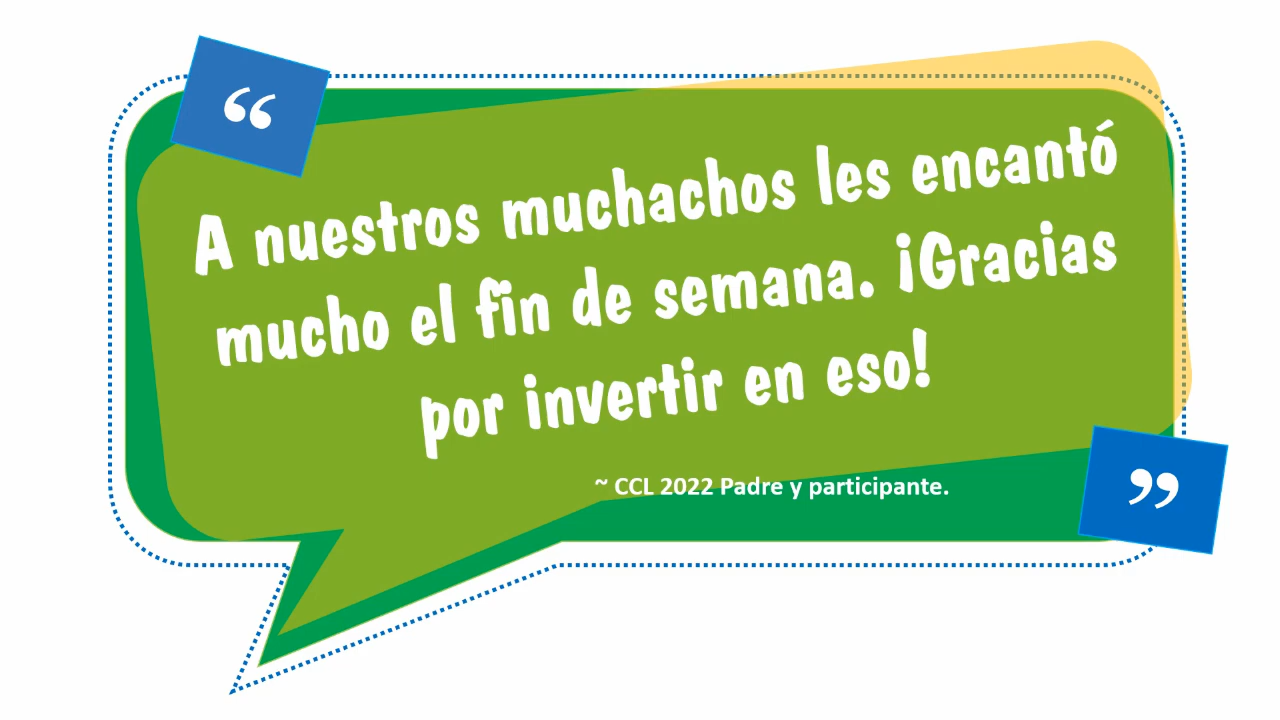 “
A nuestros muchachos les encantó
mucho el fin de semana. ¡Gracias
por invertir en eso!
~ CCL 2022 Padre y participante.
”